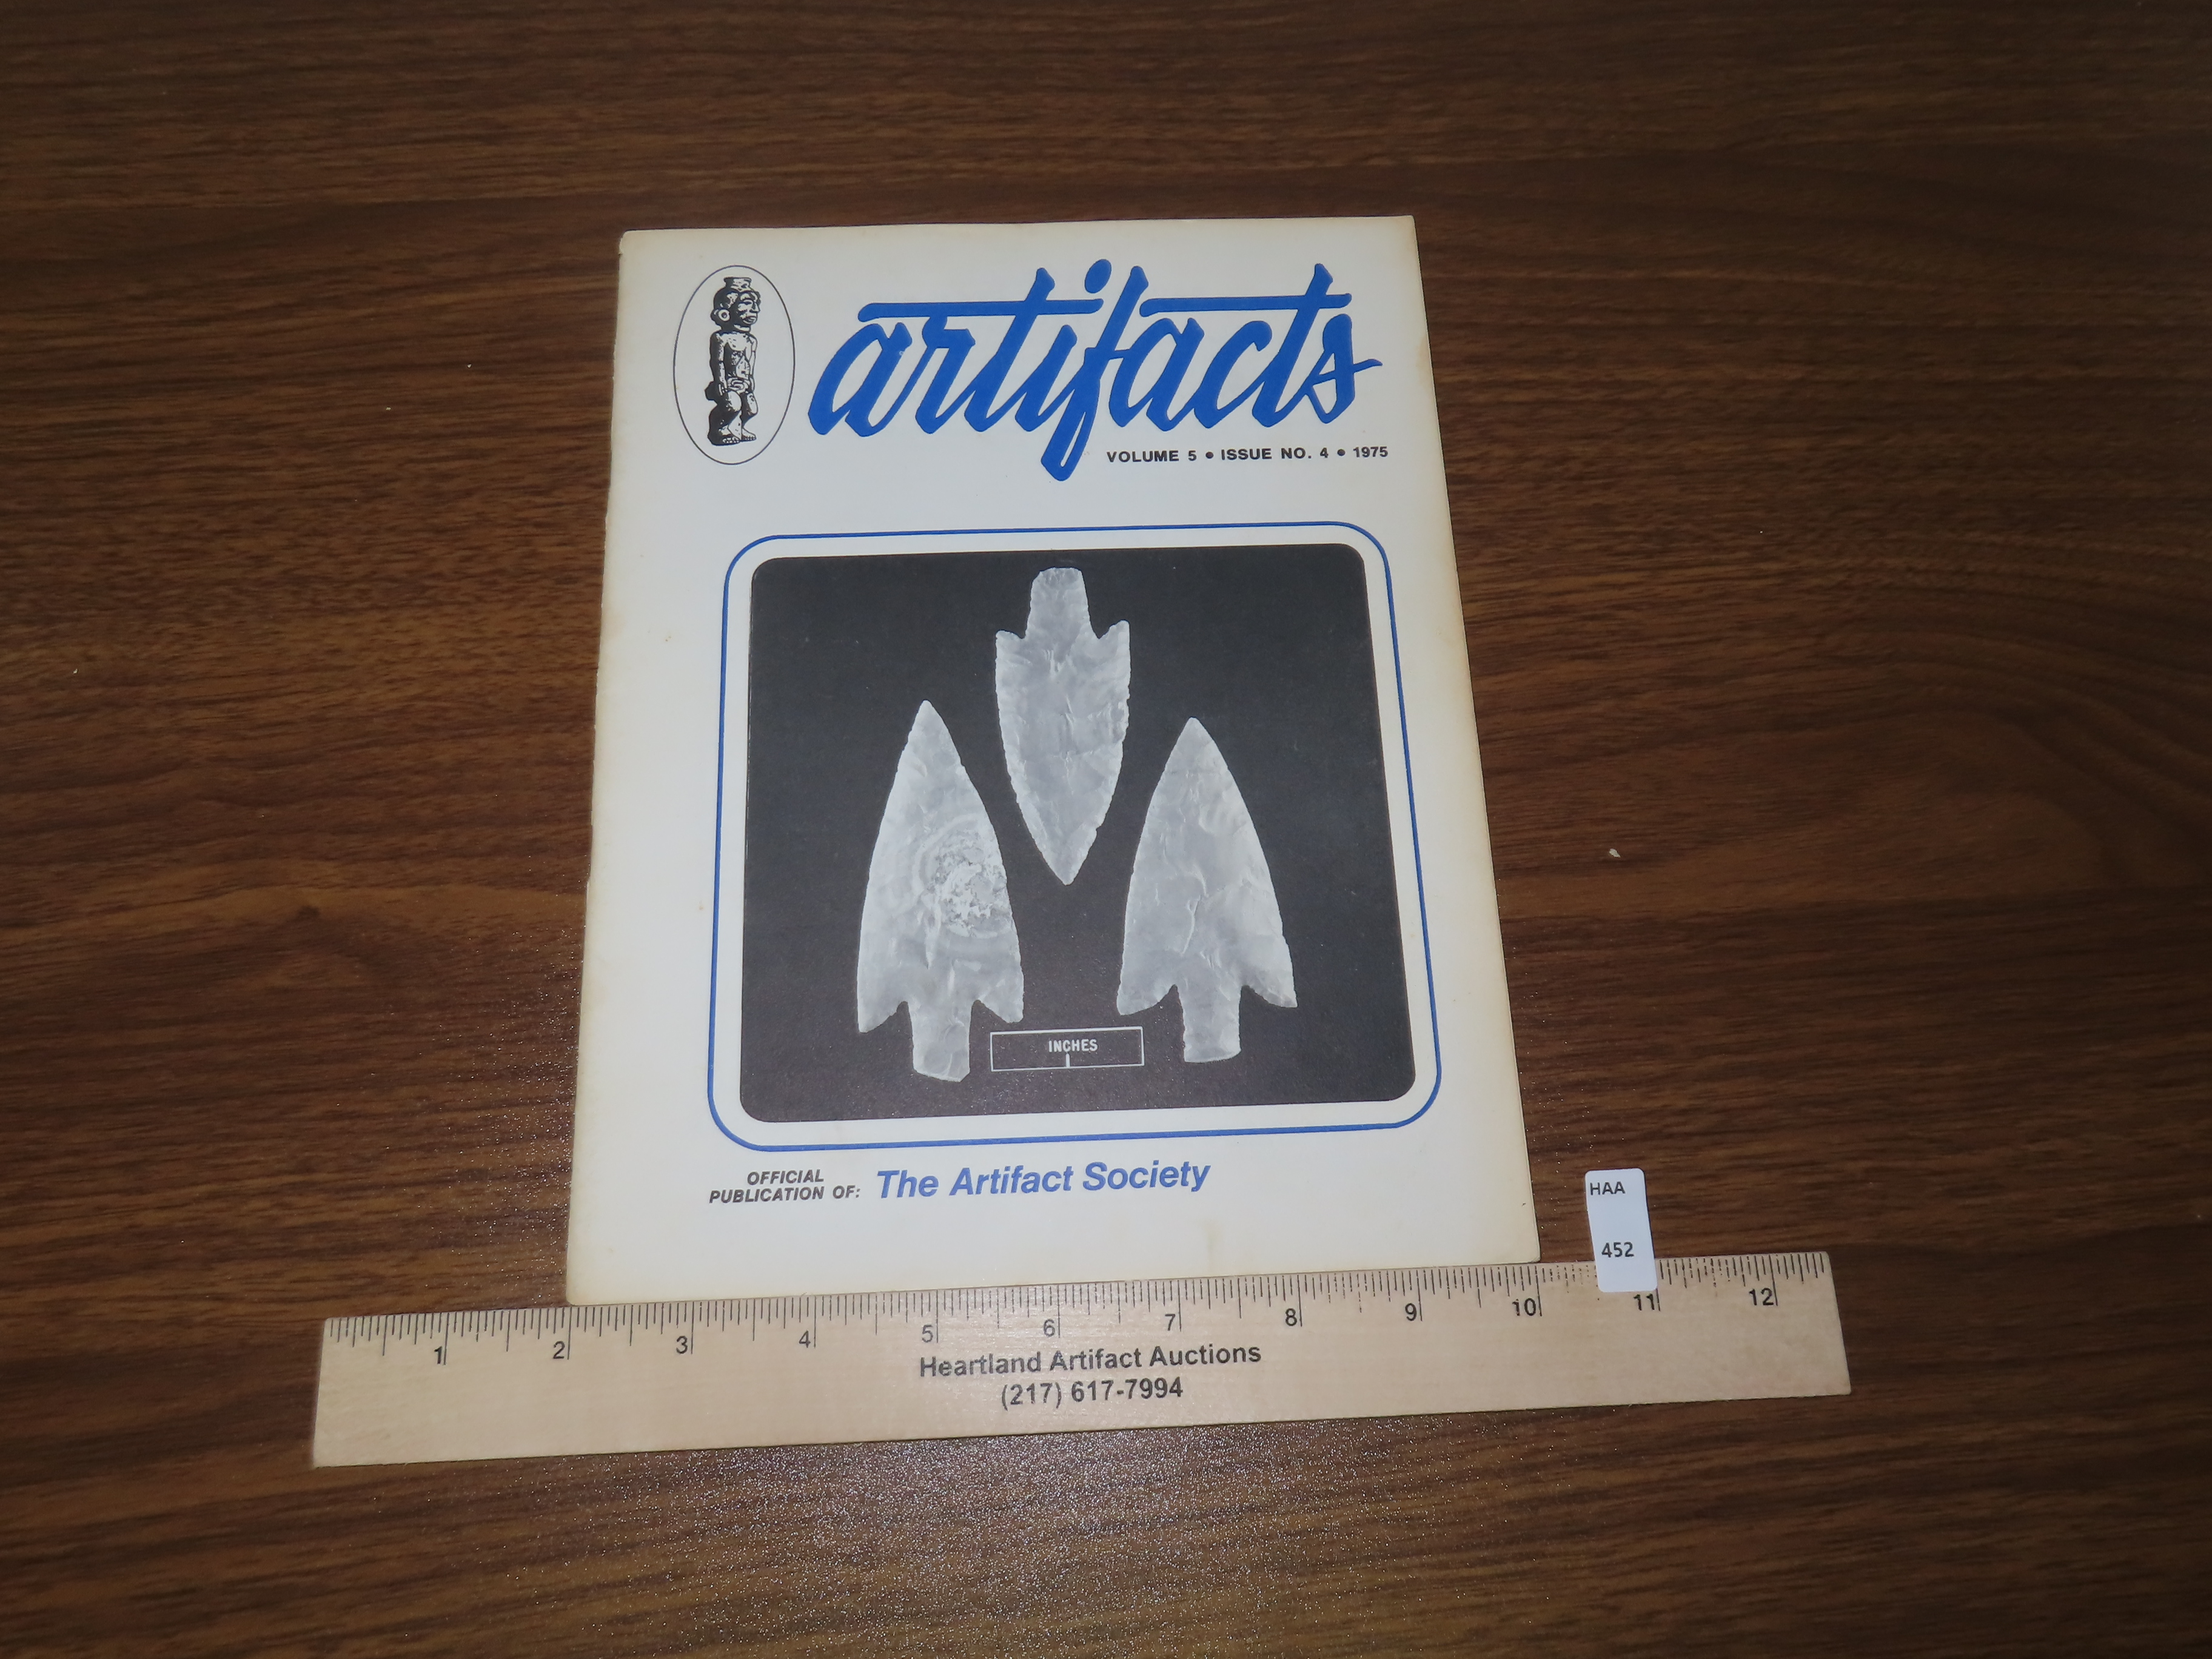 artifacts
VOLUME 5 • ISSUE NO. 4 • 1975
INCHES
OFFICIAL
PUBLICATION OF: The Artifact Society
HAA
452
1 2 3 4 5 6 7 8 9 10 11 12
Heartland Artifact Auctions
(217) 617-7994